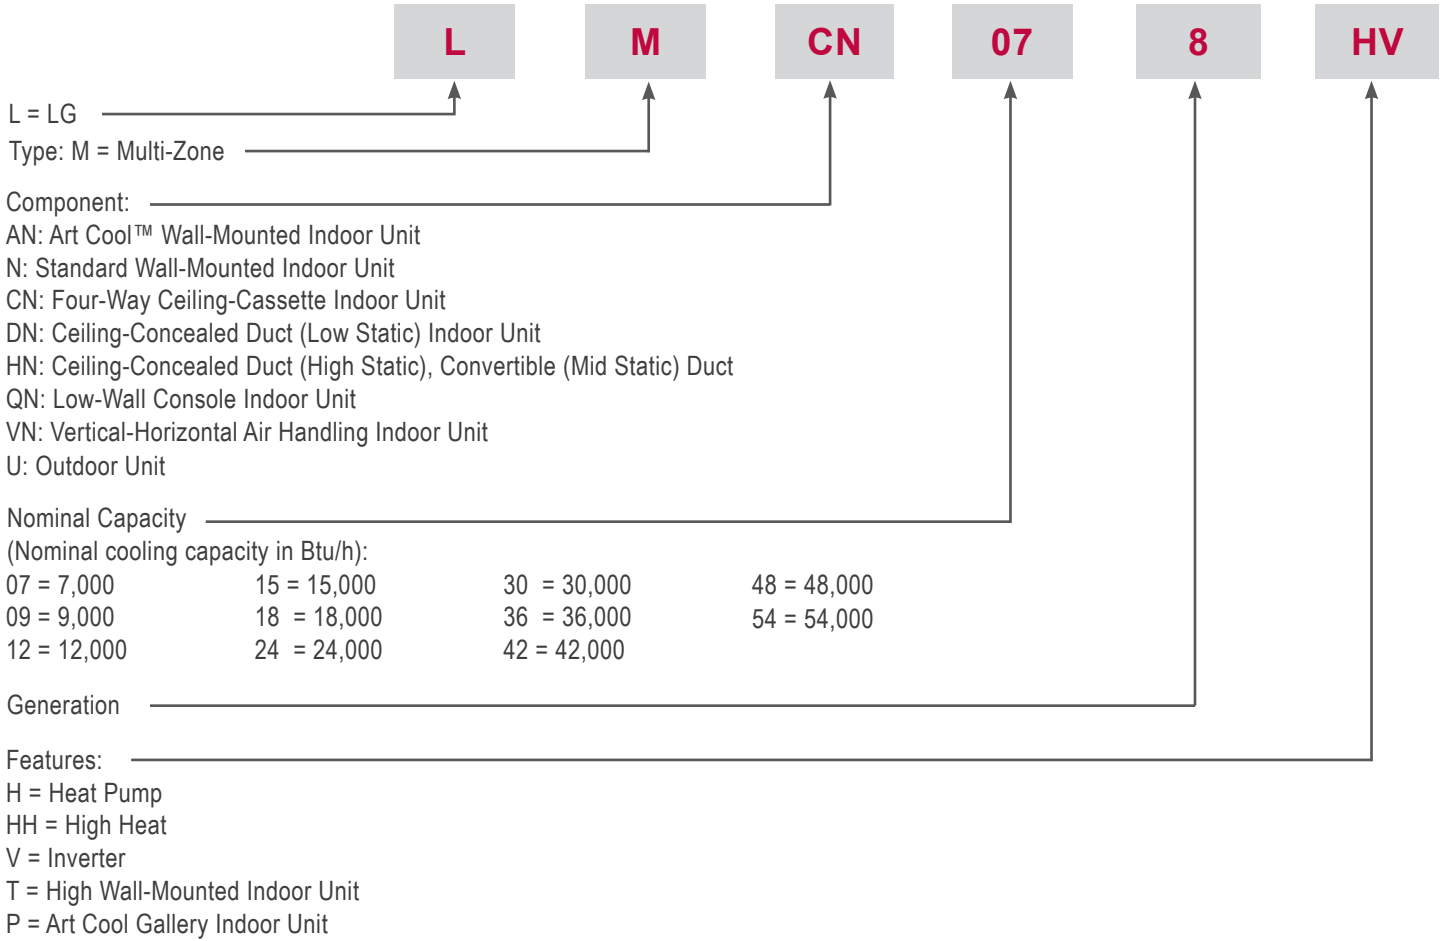 L M CN 07 8 HV
L = LG
Type: M = Multi-Zone
Component:
AN: Art Cool™ Wall-Mounted Indoor Unit
N: Standard Wall-Mounted Indoor Unit
CN: Four-Way Ceiling-Cassette Indoor Unit
DN: Ceiling-Concealed Duct (Low Static) Indoor Unit
HN: Ceiling-Concealed Duct (High Static), Convertible (Mid Static) Duct
QN: Low-Wall Console Indoor Unit
VN: Vertical-Horizontal Air Handling Indoor Unit
U: Outdoor Unit
Nominal Capacity
(Nominal cooling capacity in Btu/h):
07 = 7,000 15 = 15,000 30 = 30,000 48 = 48,000
09 = 9,000 18 = 18,000 36 = 36,000 54 = 54,000
12 = 12,000 24 = 24,000 42 = 42,000
Generation
Features:
H = Heat Pump
HH = High Heat
V = Inverter
T = High Wall-Mounted Indoor Unit
P = Art Cool Gallery Indoor Unit